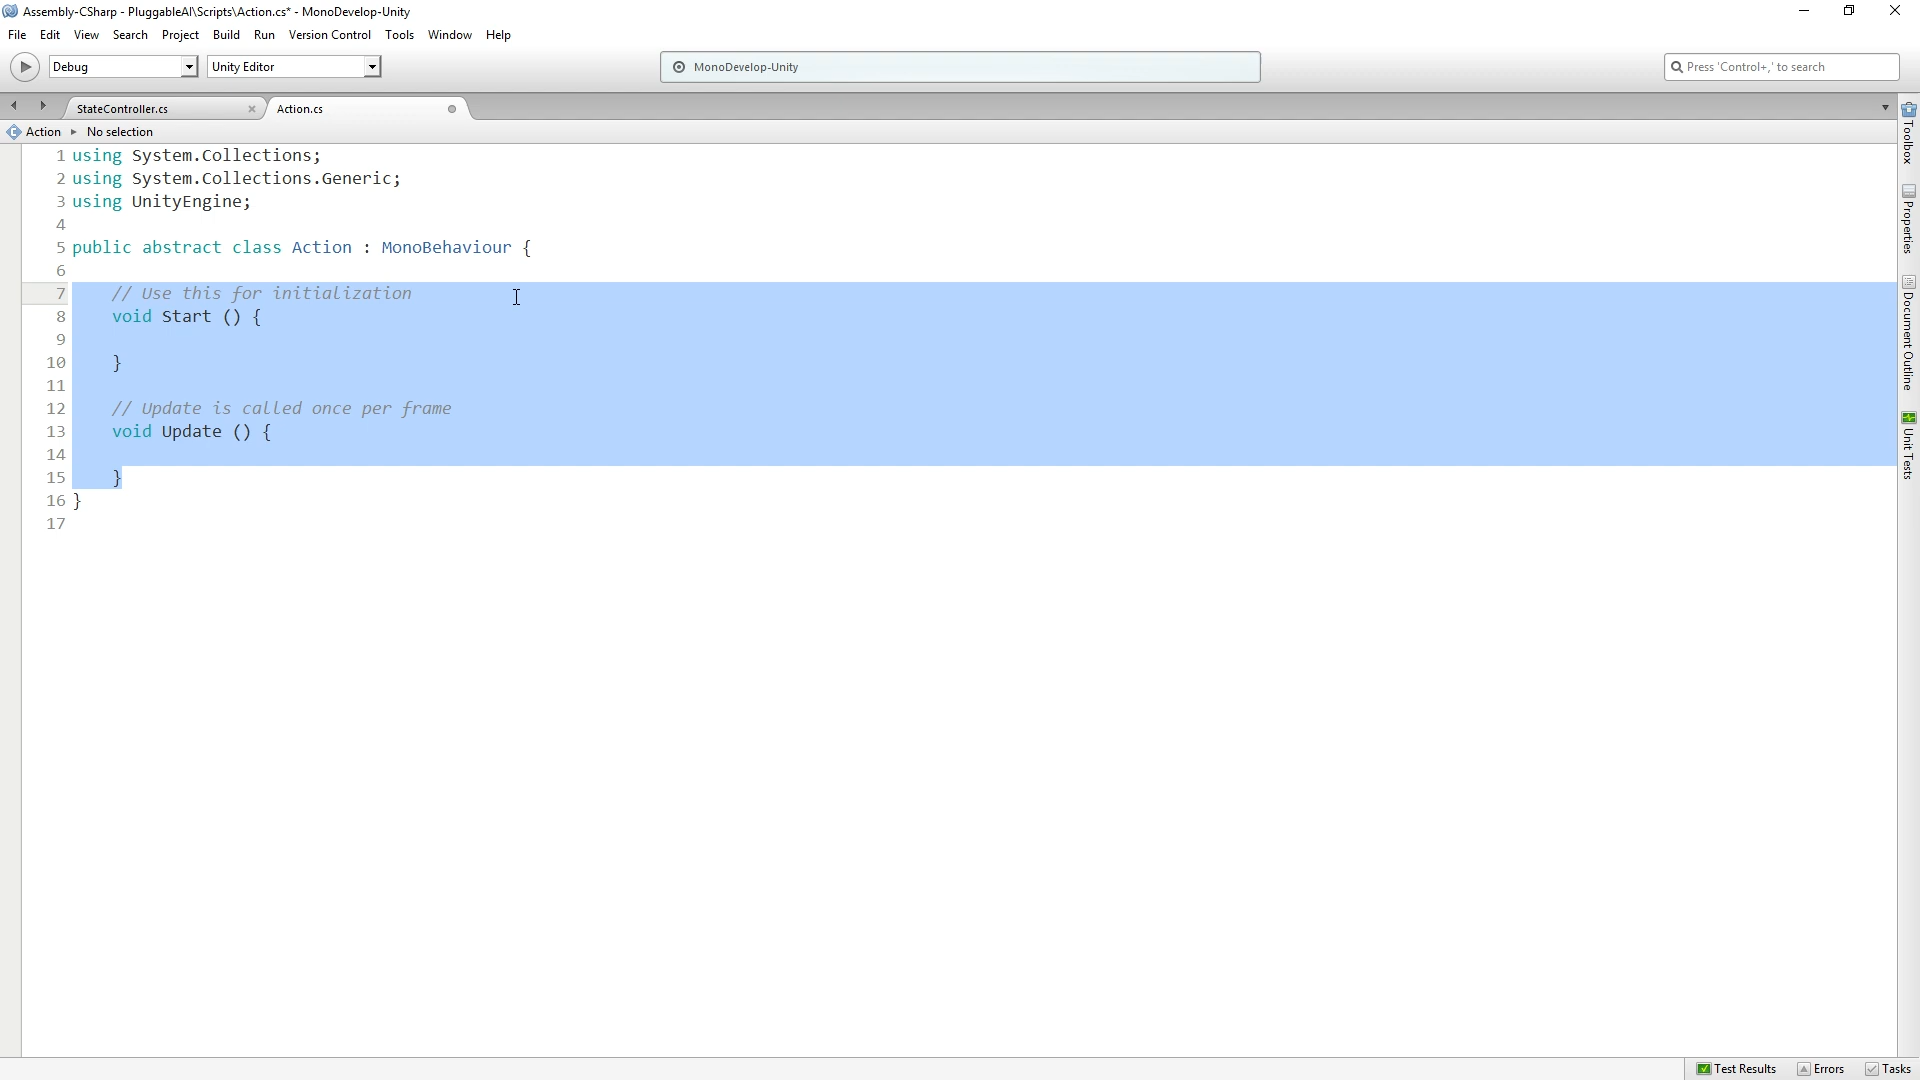 Assembly-CSharp - PluggableAI\Scripts\Action.cs* - MonoDevelop-Unity
File Edit View Search Project Build Run Version Control Tools Window Help
Debug Unity Editor MonoDevelop-Unity Press 'Control+,' to search
StateController.cs Action.cs
Action No selection
1 using System.Collections;
2 using System.Collections.Generic;
3 using UnityEngine;
4
5 public abstract class Action : MonoBehaviour {
6
7 // Use this for initialization
8 void Start () {
9
10 }
11
12 // Update is called once per frame
13 void Update () {
14
15 }
16 }
17
Toolbox
Properties
Document Outline
Unit Tests
Test Results Errors Tasks